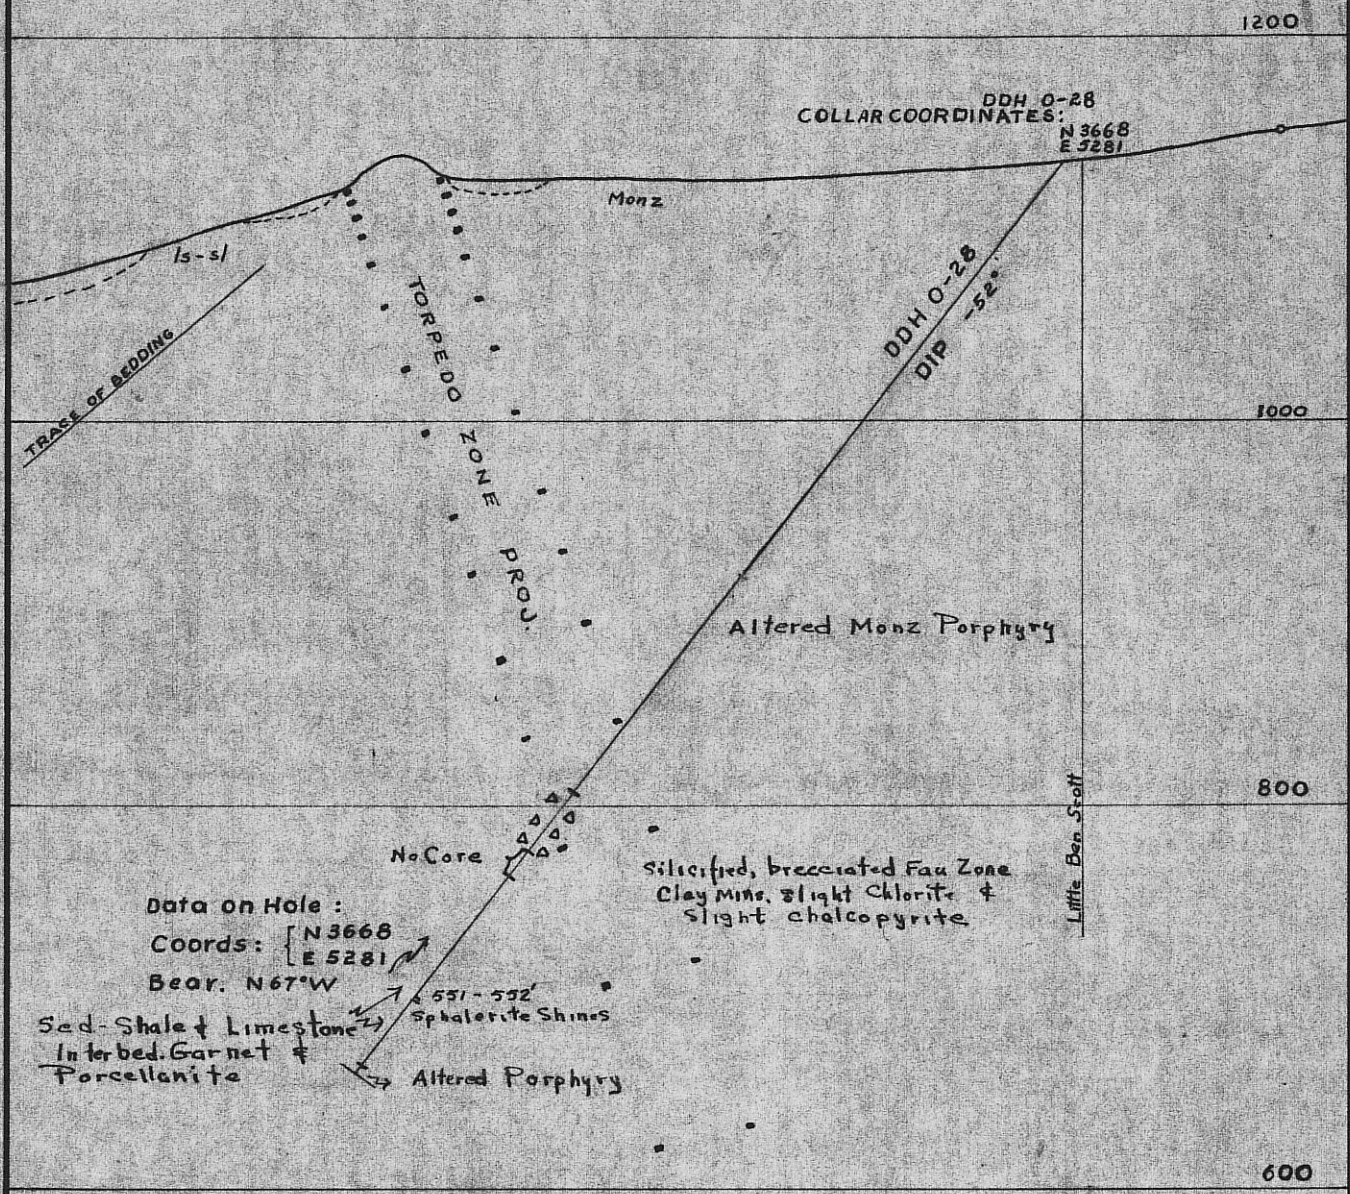 1200
DDH O-28
COLLAR COORDINATES:
N 3668
E 5281
Monz
ls-sl
DDH O-28
DIP -52°
TORPEDO ZONE PROJ.
TRACE OF BEDDING
1000
Altered Monz Porphyry
800
Little Ben Scott
No Core
Silicified, brecciated Fau Zone
Clay Mins. slight Chlorite &
Slight chalcopyrite
Data on Hole :
Coords: { N 3668
E 5281
Bear. N67°W
551 - 552'
Sphalerite Shines
Sed-Shale & Limestone
Interbed. Garnet &
Porcellanite
Altered Porphyry
600